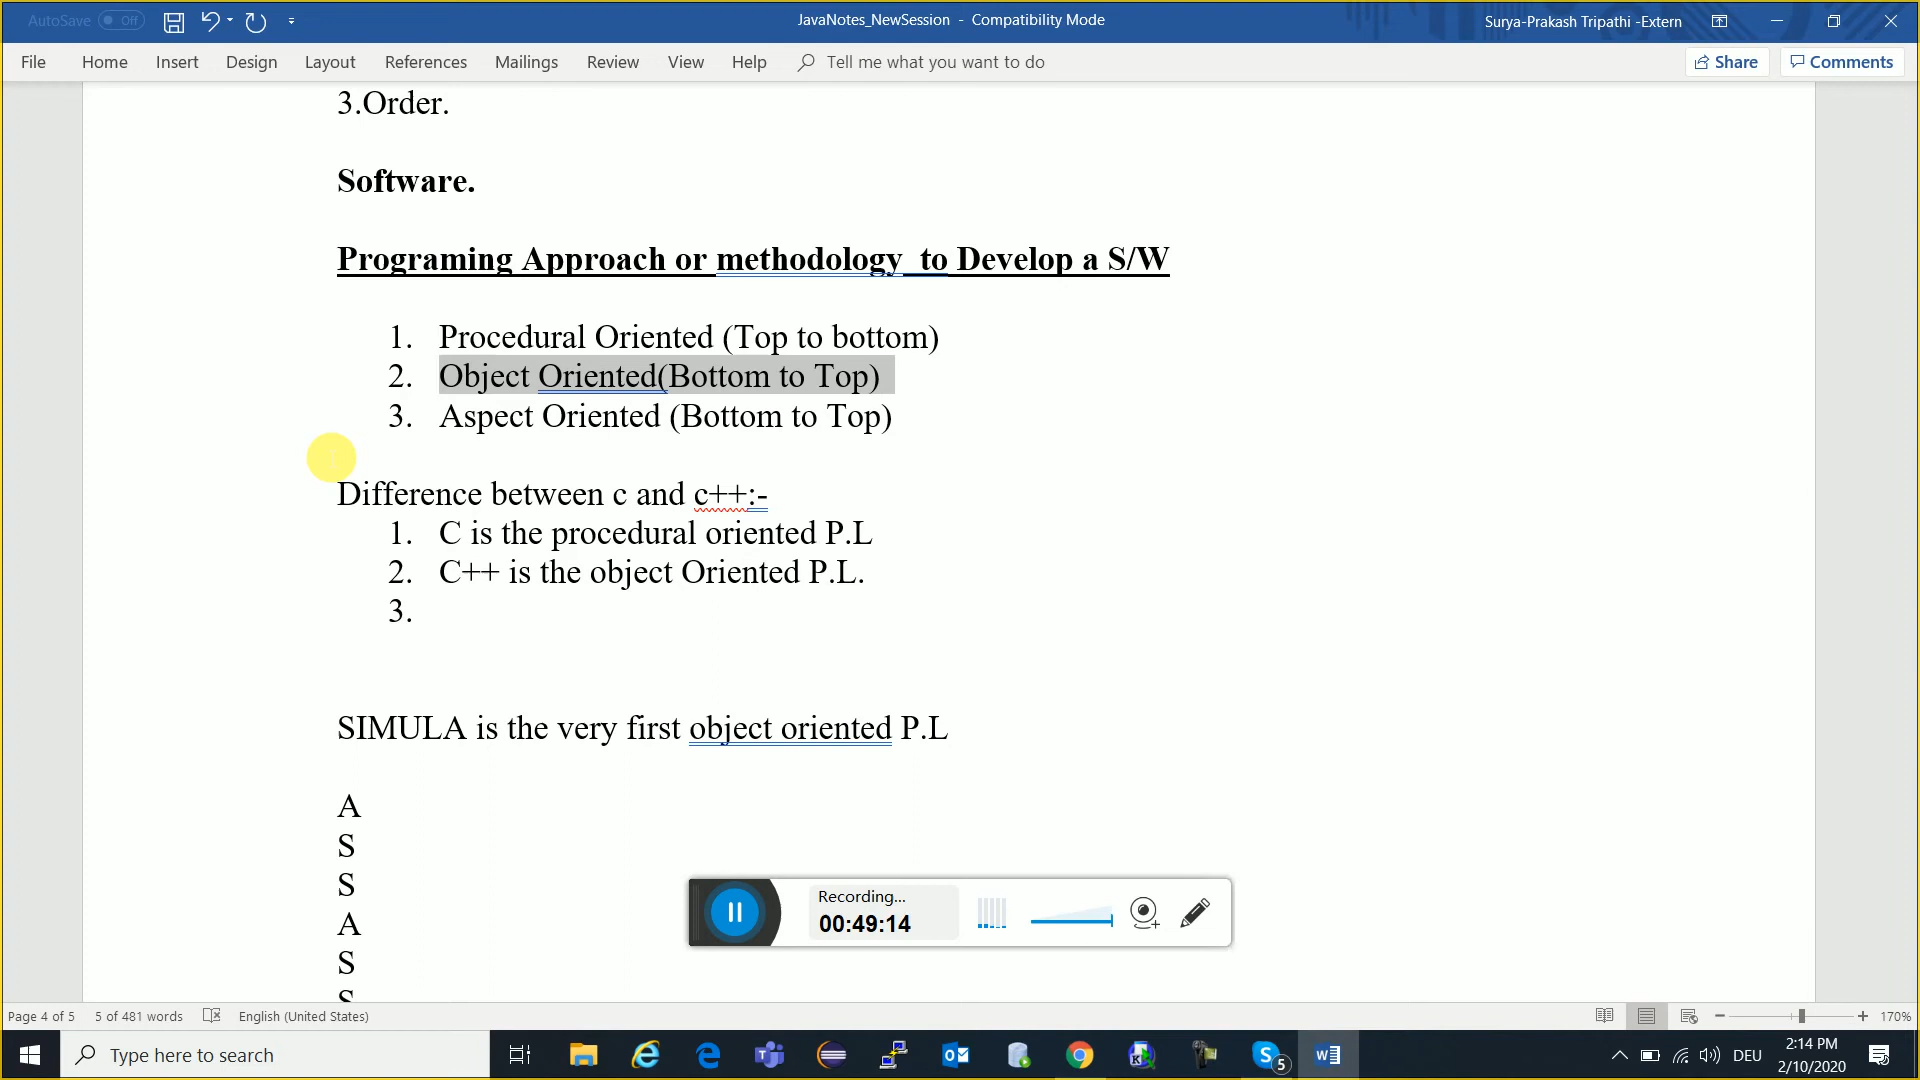 AutoSave Off
JavaNotes_NewSession - Compatibility Mode
Surya-Prakash Tripathi -Extern
File Home Insert Design Layout References Mailings Review View Help Tell me what you want to do Share Comments
3.Order.
Software.
Programing Approach or methodology to Develop a S/W
1. Procedural Oriented (Top to bottom)
2. Object Oriented(Bottom to Top)
3. Aspect Oriented (Bottom to Top)
Difference between c and c++:-
1. C is the procedural oriented P.L
2. C++ is the object Oriented P.L.
3.
SIMULA is the very first object oriented P.L
A
S
S
A
S
S
Recording...
00:49:14
Page 4 of 5 5 of 481 words English (United States) 170%
Type here to search
5
DEU
2:14 PM
2/10/2020